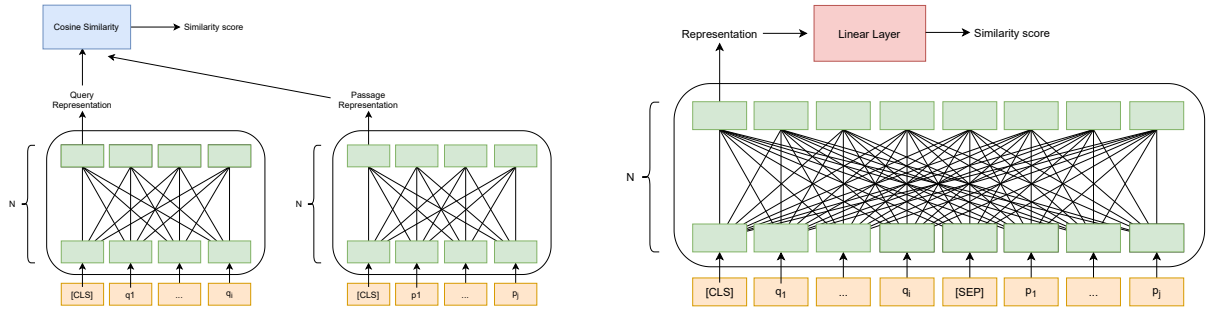 Cosine Similarity
Similarity score
Query
Representation
Passage
Representation
N
[CLS] q1 ... qi
N
[CLS] p1 ... pj
Representation
Linear Layer
Similarity score
N
[CLS] q1 ... qi [SEP] p1 ... pj